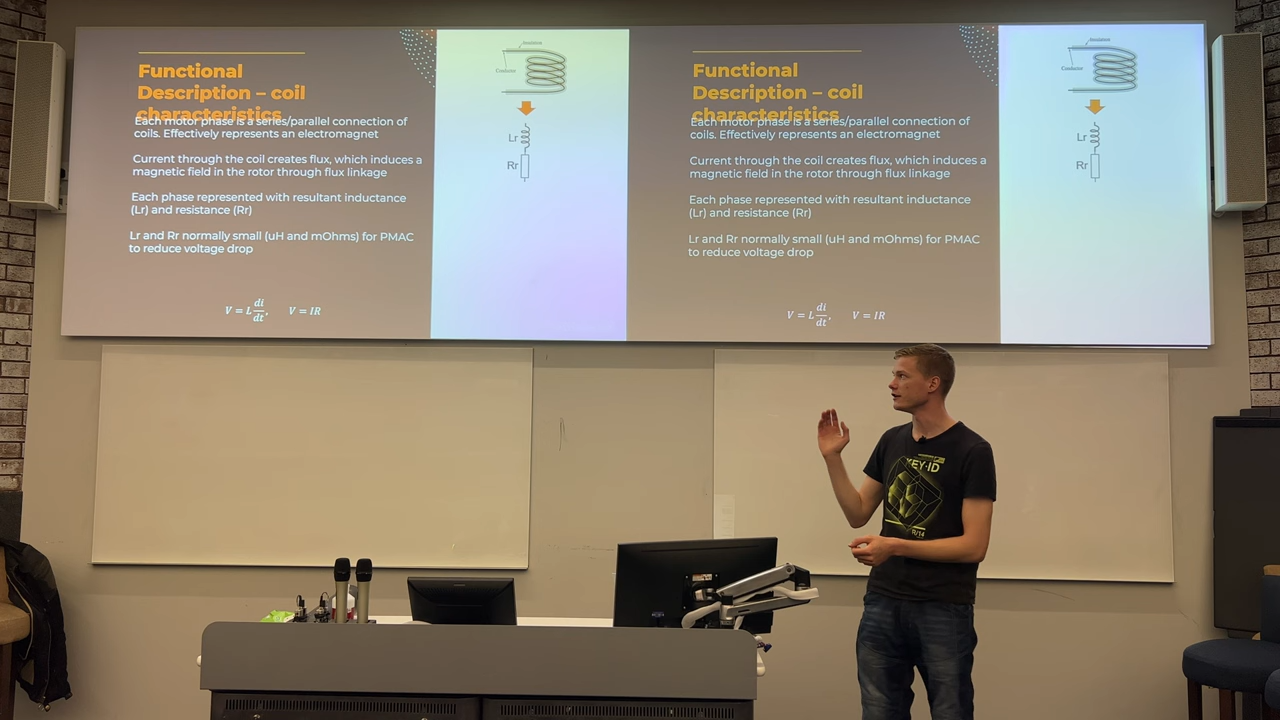 Functional
Description – coil
characteristics
Each motor phase is a series/parallel connection of
coils. Effectively represents an electromagnet
Current through the coil creates flux, which induces a
magnetic field in the rotor through flux linkage
Each phase represented with resultant inductance
(Lr) and resistance (Rr)
Lr and Rr normally small (uH and mOhms) for PMAC
to reduce voltage drop
V = L di/dt, V = IR
Insulation
Conductor
Lr
Rr
Functional
Description – coil
characteristics
Each motor phase is a series/parallel connection of
coils. Effectively represents an electromagnet
Current through the coil creates flux, which induces a
magnetic field in the rotor through flux linkage
Each phase represented with resultant inductance
(Lr) and resistance (Rr)
Lr and Rr normally small (uH and mOhms) for PMAC
to reduce voltage drop
V = L di/dt, V = IR
Insulation
Conductor
Lr
Rr
KEY-ID
R/14